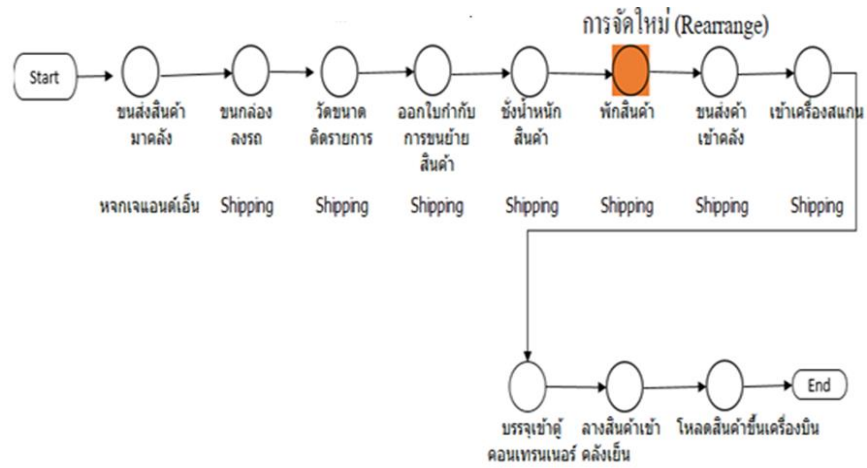 การจัดใหม่ (Rearrange)
Start
ขนส่งสินค้า
มาคลัง
ขนกล่อง
ลงรถ
วัดขนาด
ติดรายการ
ออกใบกำกับ
การขนย้าย
สินค้า
ชั่งน้ำหนัก
สินค้า
พักสินค้า
ขนส่งค้า
เข้าคลัง
เข้าเครื่องสแกน
หจกเจแอนด์เอ็น
Shipping
Shipping
Shipping
Shipping
Shipping
Shipping
Shipping
End
บรรจุเข้าตู้
คอนเทรนเนอร์
ลางสินค้าเข้า
คลังเย็น
โหลดสินค้าขึ้นเครื่องบิน